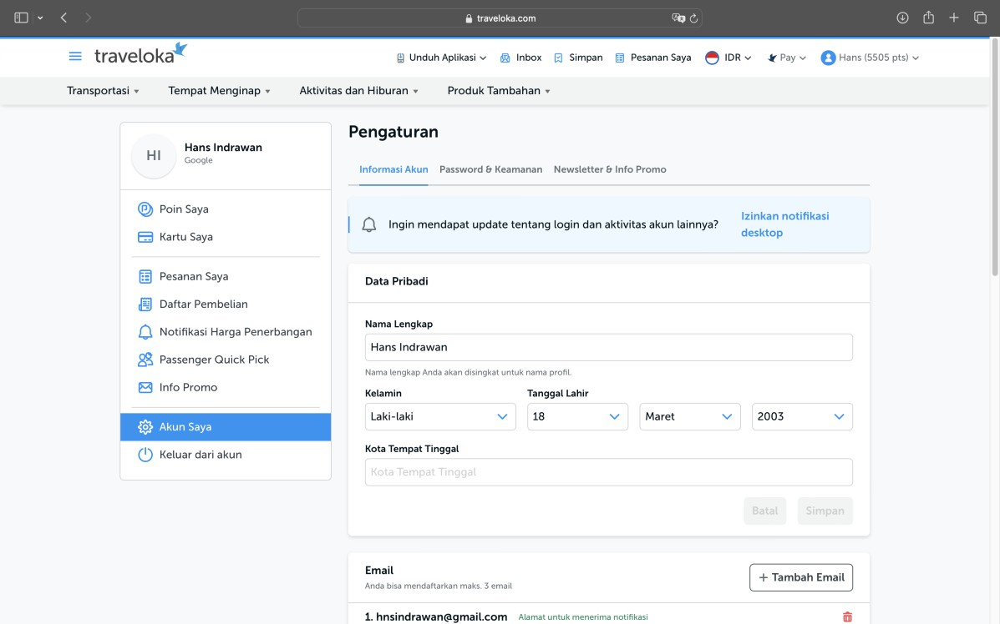 traveloka.com
traveloka
Unduh Aplikasi
Inbox
Simpan
Pesanan Saya
IDR
Pay
Hans (5505 pts)
Transportasi
Tempat Menginap
Aktivitas dan Hiburan
Produk Tambahan
HI
Hans Indrawan
Google
Poin Saya
Kartu Saya
Pesanan Saya
Daftar Pembelian
Notifikasi Harga Penerbangan
Passenger Quick Pick
Info Promo
Akun Saya
Keluar dari akun
Pengaturan
Informasi Akun
Password & Keamanan
Newsletter & Info Promo
Ingin mendapat update tentang login dan aktivitas akun lainnya?
Izinkan notifikasi
desktop
Data Pribadi
Nama Lengkap
Hans Indrawan
Nama lengkap Anda akan disingkat untuk nama profil.
Kelamin
Tanggal Lahir
Laki-laki
18
Maret
2003
Kota Tempat Tinggal
Kota Tempat Tinggal
Batal
Simpan
Email
Anda bisa mendaftarkan maks. 3 email
+ Tambah Email
1. hnsindrawan@gmail.com
Alamat untuk menerima notifikasi